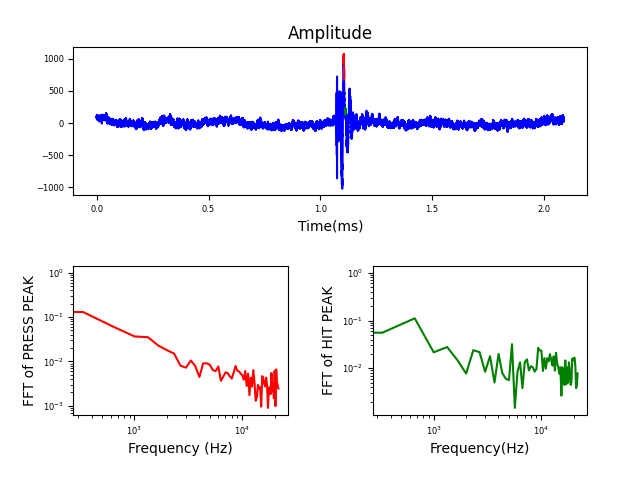 Amplitude
1000
500
0
−500
−1000
0.0 0.5 1.0 1.5 2.0
Time(ms)
FFT of PRESS PEAK
10⁰
10⁻¹
10⁻²
10⁻³
10³ 10⁴
Frequency (Hz)
FFT of HIT PEAK
10⁰
10⁻¹
10⁻²
10³ 10⁴
Frequency(Hz)